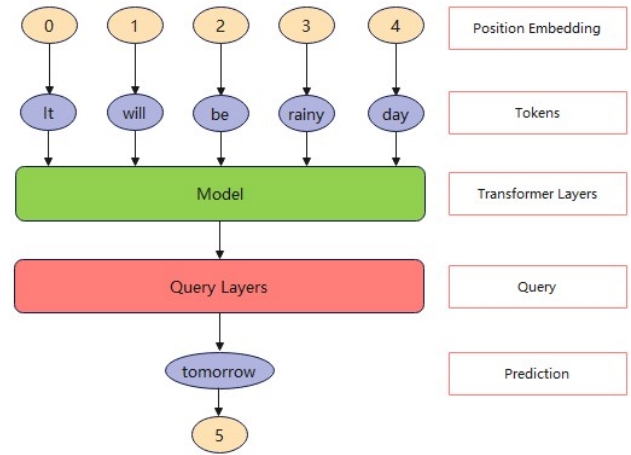 0 1 2 3 4 Position Embedding
It will be rainy day Tokens
Model Transformer Layers
Query Layers Query
tomorrow Prediction
5